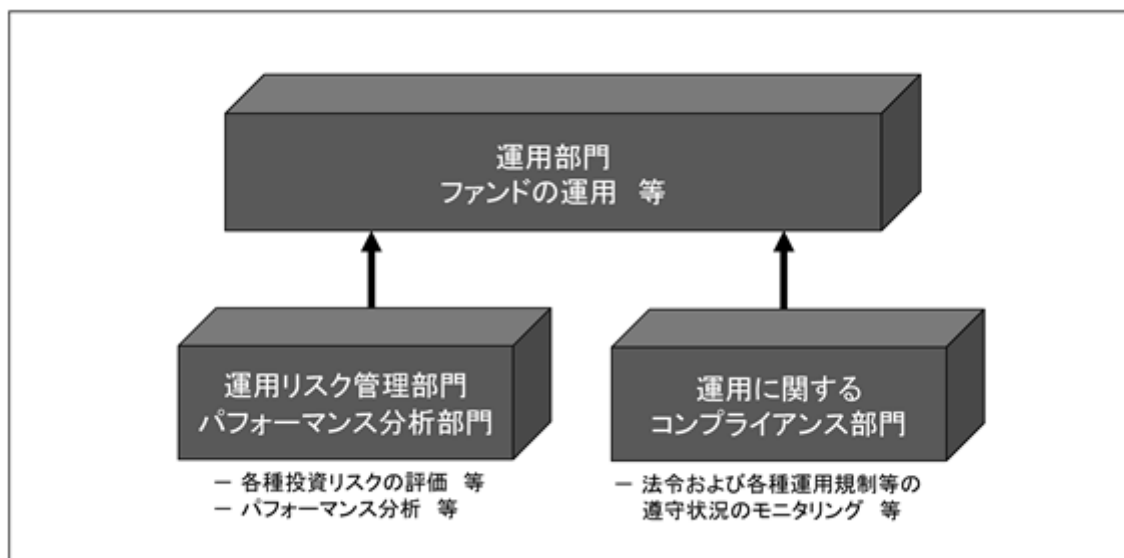 運用部門
ファンドの運用 等
運用リスク管理部門
パフォーマンス分析部門
運用に関する
コンプライアンス部門
－ 各種投資リスクの評価 等
－ パフォーマンス分析 等
－ 法令および各種運用規制等の
遵守状況のモニタリング 等